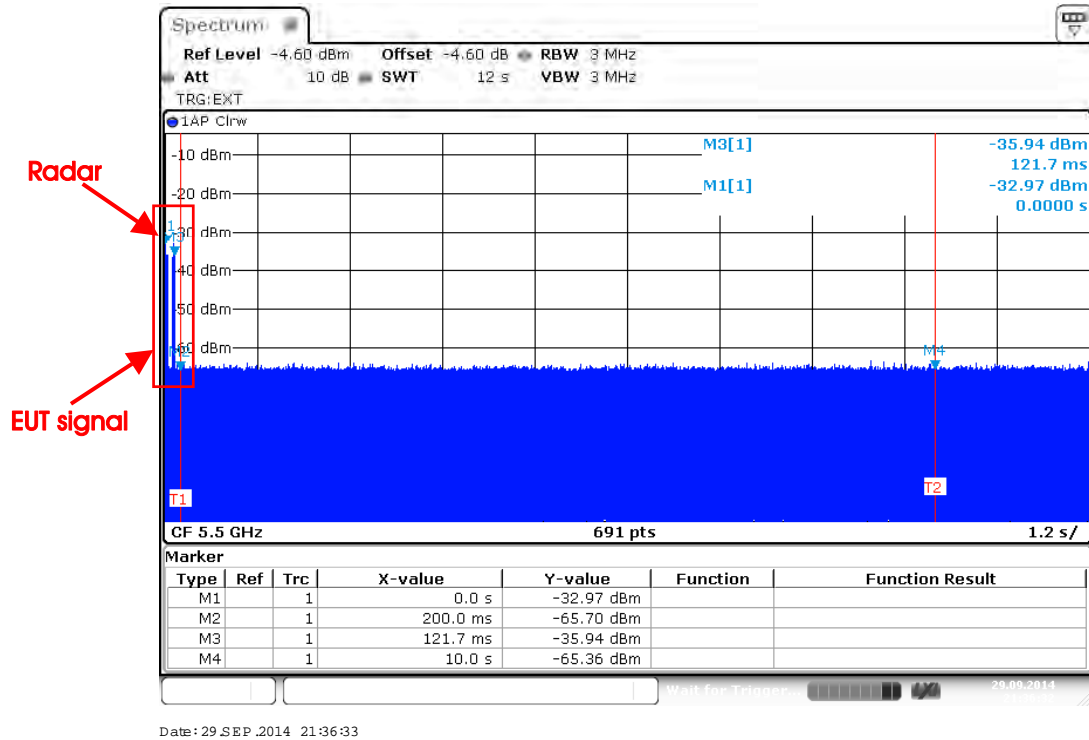 Spectrum
Ref Level -4.60 dBm Offset -4.60 dB RBW 3 MHz
Att 10 dB SWT 12 s VBW 3 MHz
TRG:EXT
1AP Clrw
M3[1] -35.94 dBm
121.7 ms
M1[1] -32.97 dBm
0.0000 s
-10 dBm
-20 dBm
-30 dBm
-40 dBm
-50 dBm
-60 dBm
Radar
EUT signal
1
M3
M2
M4
T1
T2
CF 5.5 GHz 691 pts 1.2 s/
Marker
Type Ref Trc X-value Y-value Function Function Result
M1 1 0.0 s -32.97 dBm
M2 1 200.0 ms -65.70 dBm
M3 1 121.7 ms -35.94 dBm
M4 1 10.0 s -65.36 dBm
Wait for Trigger...
29.09.2014
Date: 29.SEP.2014 21:36:33